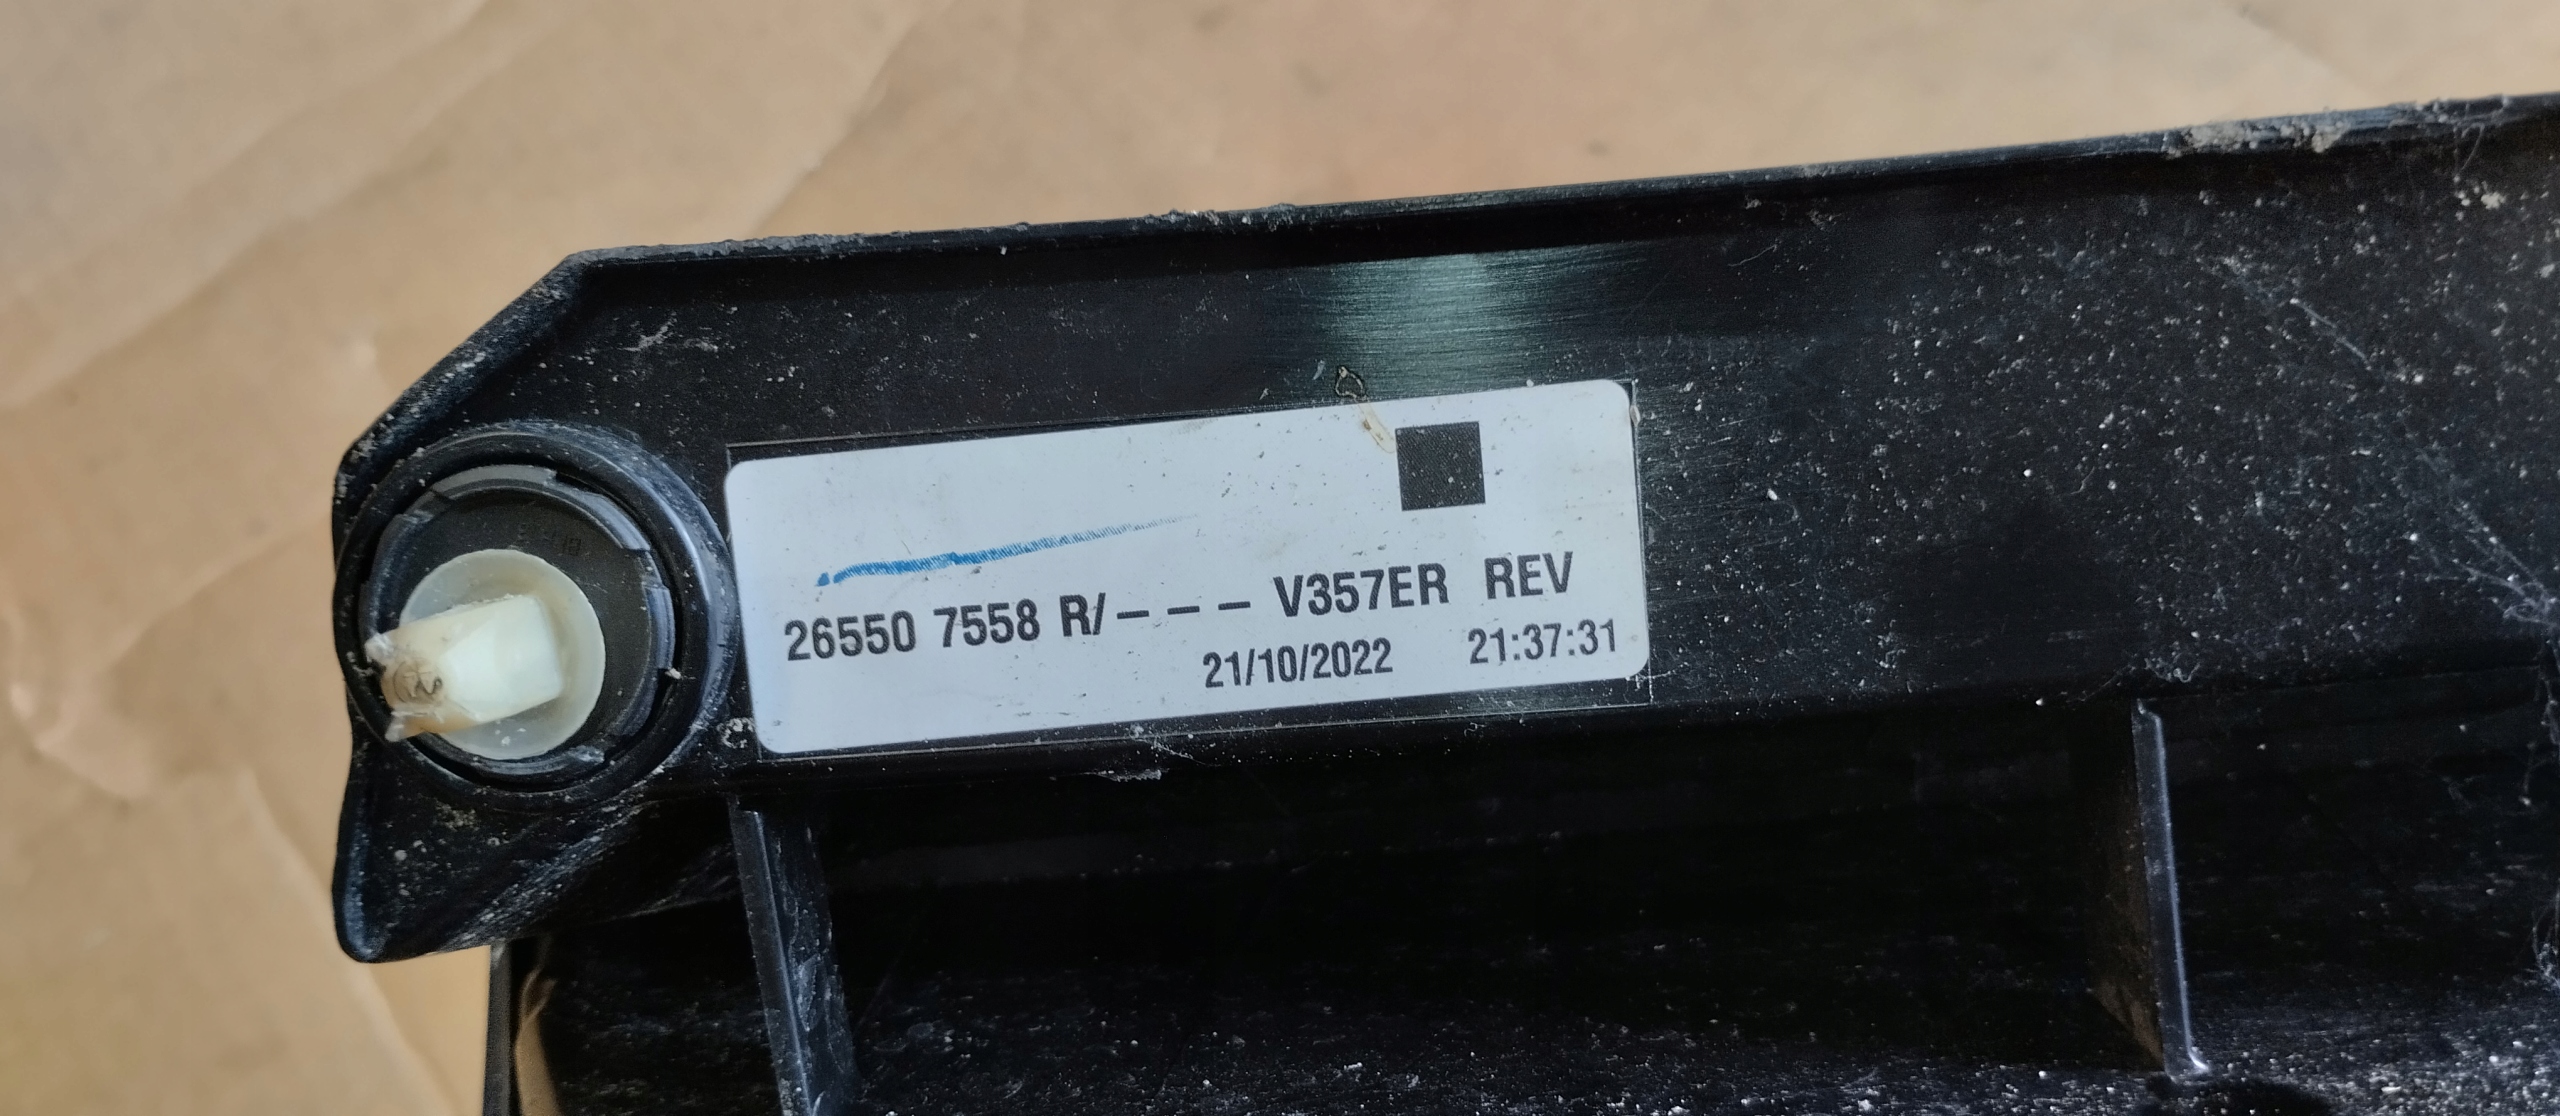 26550 7558 R/--- V357ER REV
21/10/2022 21:37:31